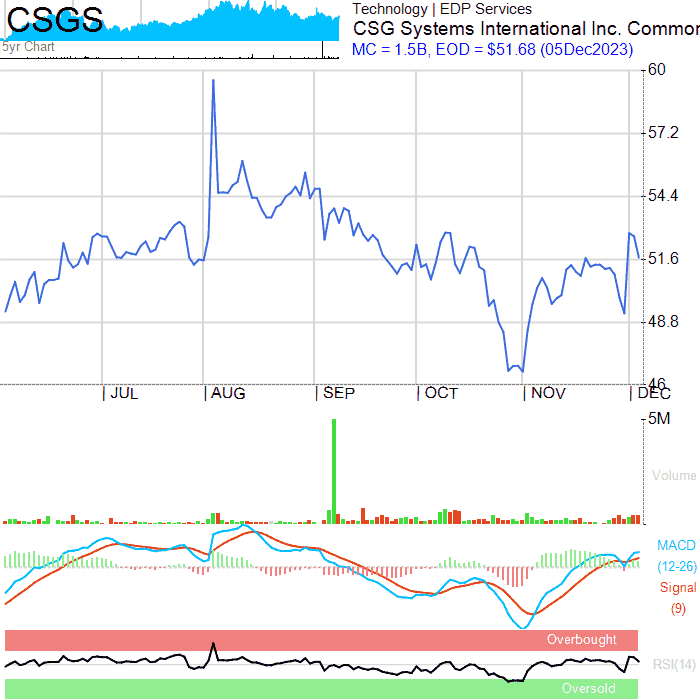 CSGS
5yr Chart
Technology | EDP Services
CSG Systems International Inc. Common
MC = 1.5B, EOD = $51.68 (05Dec2023)
60
57.2
54.4
51.6
48.8
46
JUL
AUG
SEP
OCT
NOV
DEC
5M
Volume
MACD
(12-26)
Signal
(9)
Overbought
RSI(14)
Oversold